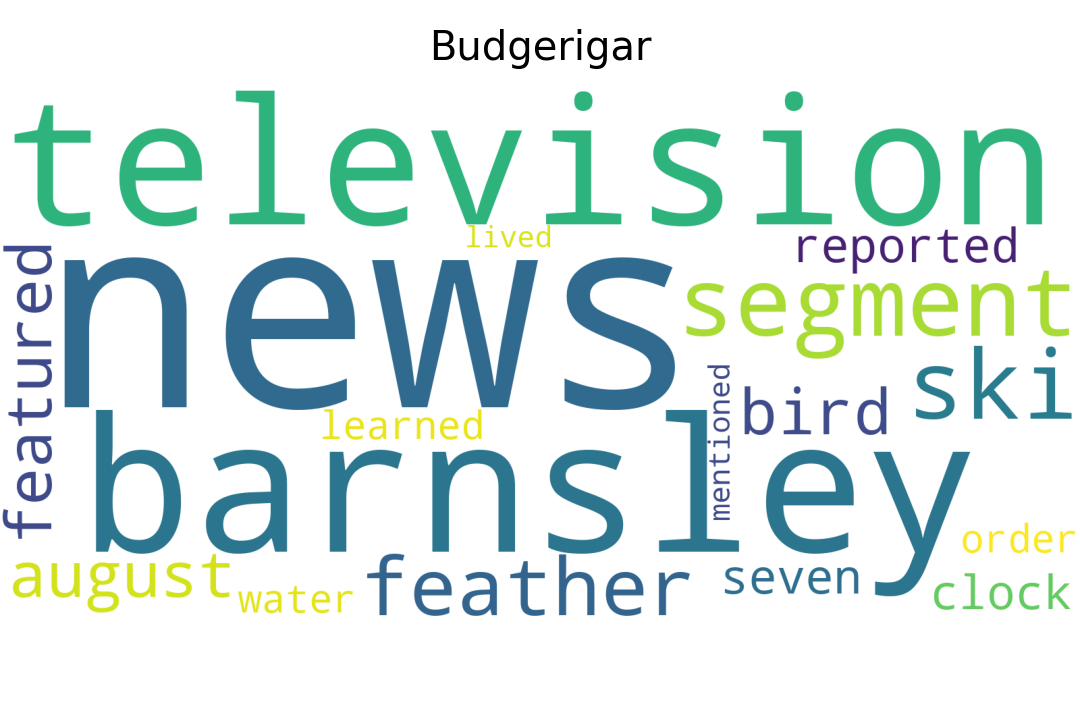 Budgerigar
television
lived
reported
news
segment
featured
ski
learned
mentioned
bird
barnsley
order
august
water
feather
seven
clock